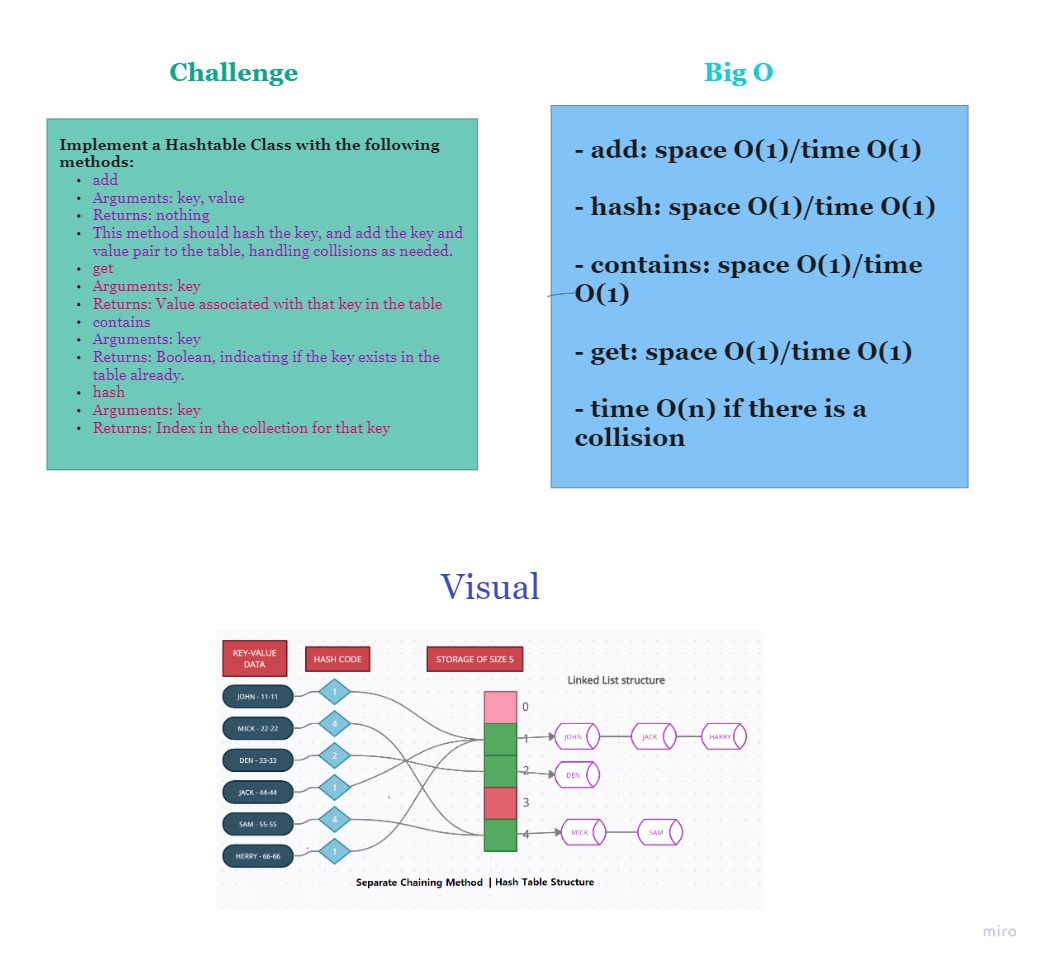 Challenge
Implement a Hashtable Class with the following
methods:
• add
• Arguments: key, value
• Returns: nothing
• This method should hash the key, and add the key and
value pair to the table, handling collisions as needed.
• get
• Arguments: key
• Returns: Value associated with that key in the table
• contains
• Arguments: key
• Returns: Boolean, indicating if the key exists in the
table already.
• hash
• Arguments: key
• Returns: Index in the collection for that key
Big O
- add: space O(1)/time O(1)
- hash: space O(1)/time O(1)
- contains: space O(1)/time
O(1)
- get: space O(1)/time O(1)
- time O(n) if there is a
collision
Visual
KEY-VALUE
DATA
HASH CODE
STORAGE OF SIZE 5
Linked List structure
JOHN - 11-11
1
MICK - 22-22
4
DEN - 33-33
2
JACK - 44-44
1
SAM - 55-55
4
HERRY - 66-66
1
0
1
JOHN
JACK
HARRY
2
DEN
3
4
MICK
SAM
Separate Chaining Method | Hash Table Structure
miro